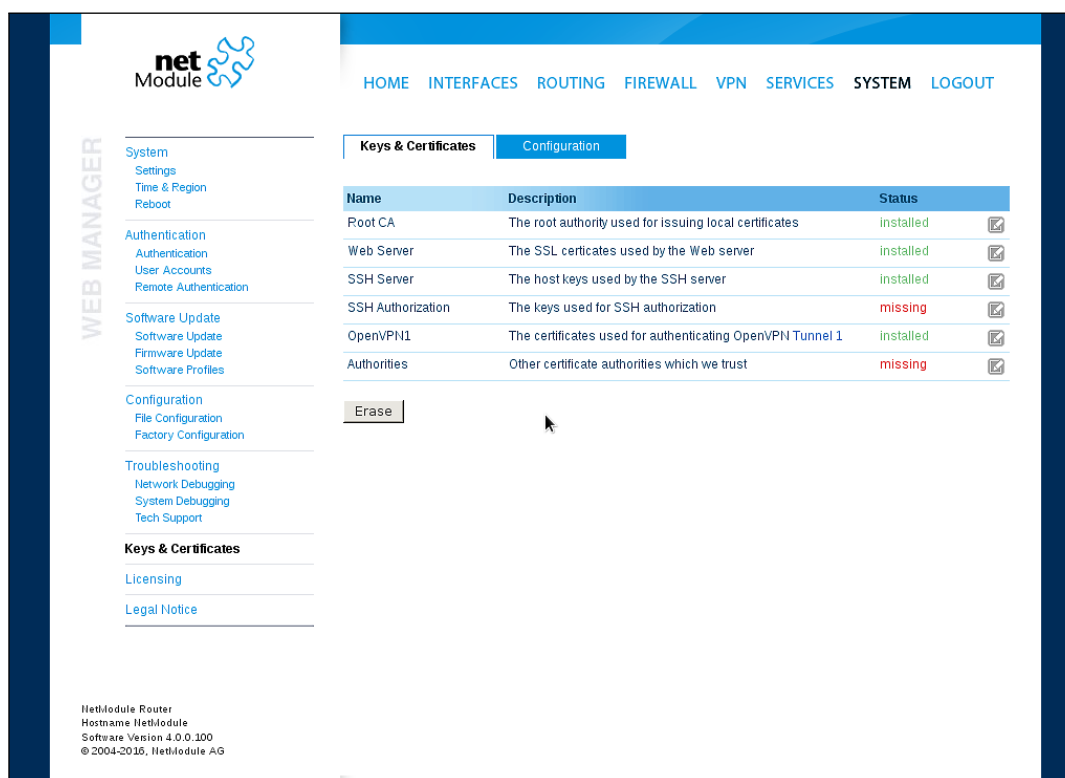 net
Module
HOME INTERFACES ROUTING FIREWALL VPN SERVICES SYSTEM LOGOUT
WEB MANAGER
System
Settings
Time & Region
Reboot
Authentication
Authentication
User Accounts
Remote Authentication
Software Update
Software Update
Firmware Update
Software Profiles
Configuration
File Configuration
Factory Configuration
Troubleshooting
Network Debugging
System Debugging
Tech Support
Keys & Certificates
Licensing
Legal Notice
Keys & Certificates Configuration
Name Description Status
Root CA The root authority used for issuing local certificates installed
Web Server The SSL certicates used by the Web server installed
SSH Server The host keys used by the SSH server installed
SSH Authorization The keys used for SSH authorization missing
OpenVPN1 The certificates used for authenticating OpenVPN Tunnel 1 installed
Authorities Other certificate authorities which we trust missing
Erase
NetModule Router
Hostname NetModule
Software Version 4.0.0.100
© 2004-2016, NetModule AG